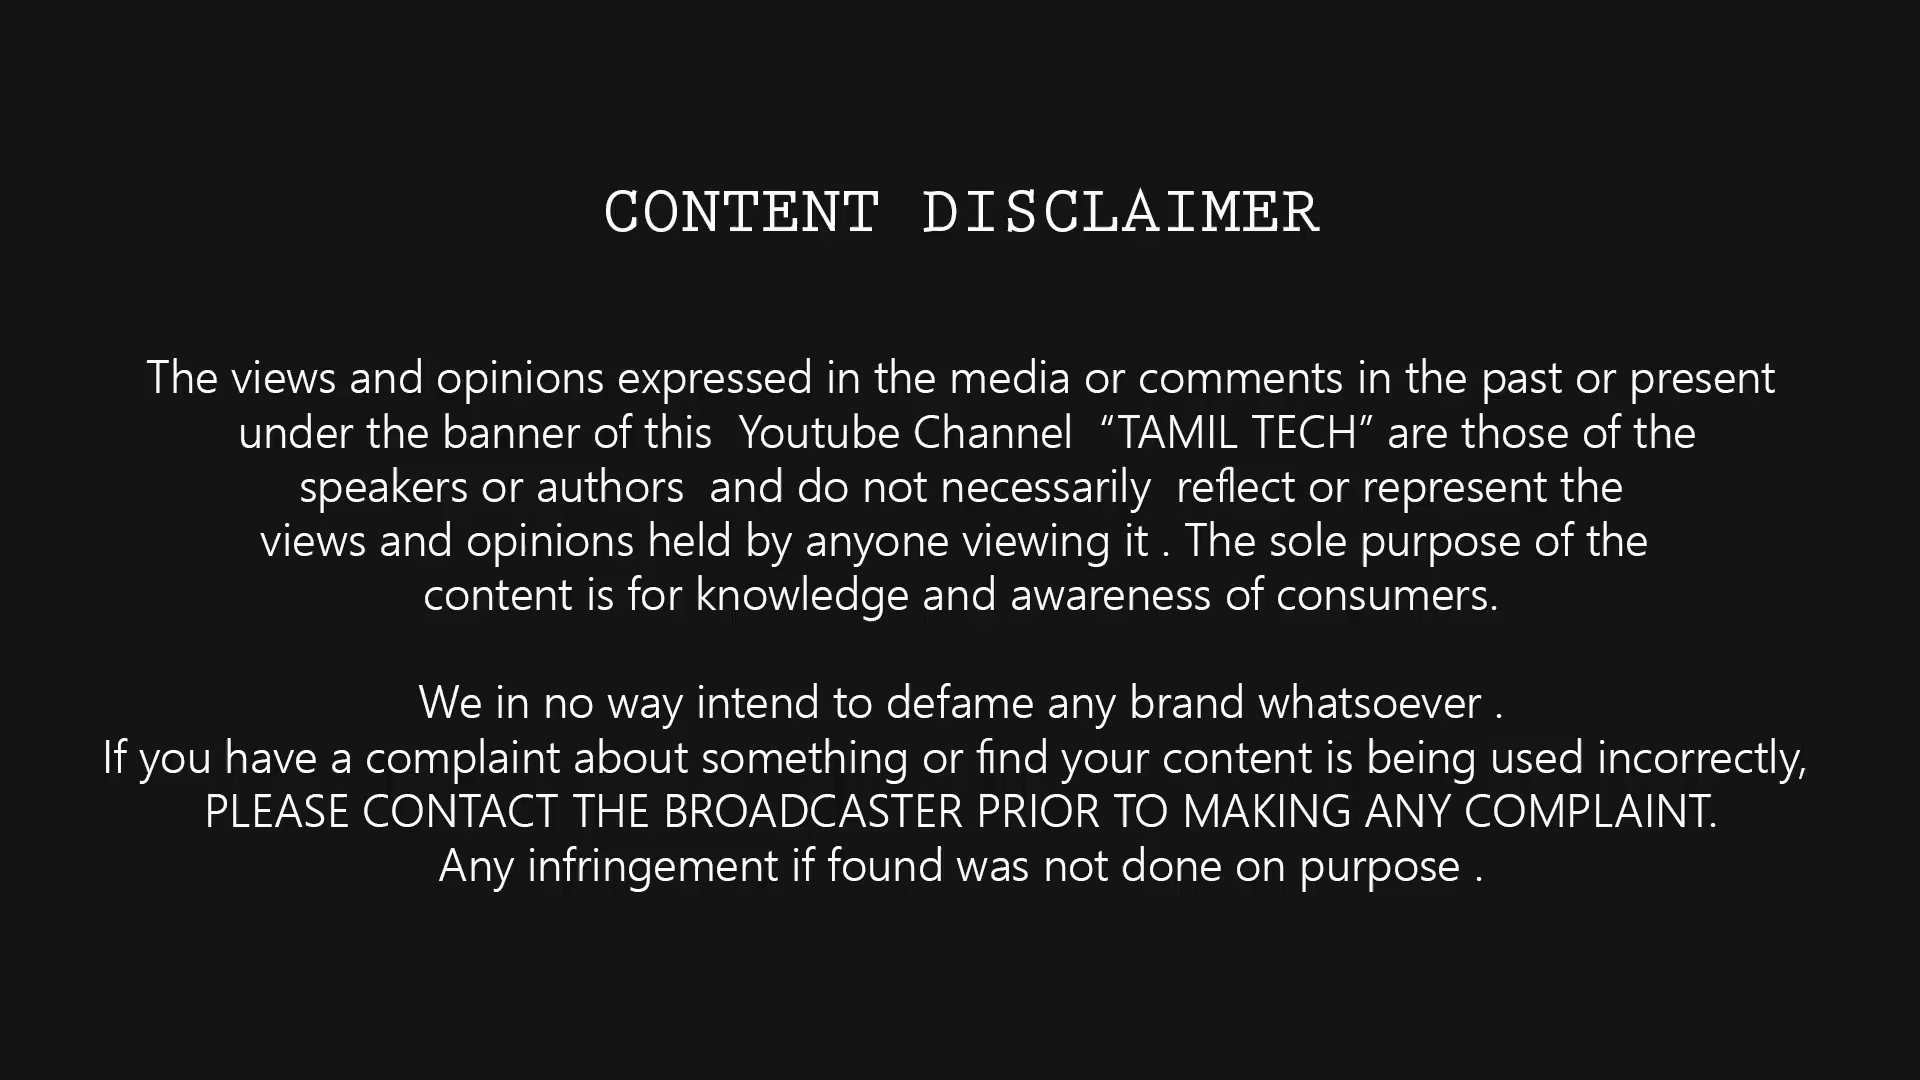 CONTENT DISCLAIMER
The views and opinions expressed in the media or comments in the past or present
under the banner of this  Youtube Channel  “TAMIL TECH” are those of the
speakers or authors  and do not necessarily  reflect or represent the
views and opinions held by anyone viewing it . The sole purpose of the
content is for knowledge and awareness of consumers.
We in no way intend to defame any brand whatsoever .
If you have a complaint about something or find your content is being used incorrectly,
PLEASE CONTACT THE BROADCASTER PRIOR TO MAKING ANY COMPLAINT.
Any infringement if found was not done on purpose .